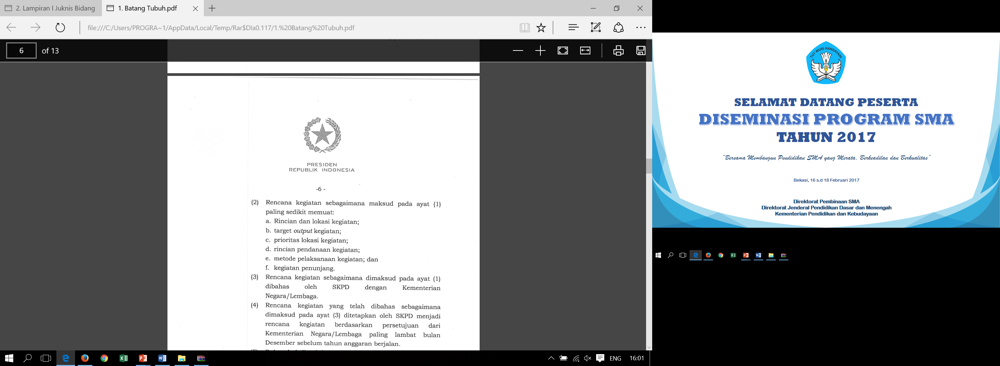 2. Lampiran I Juknis Bidang
1. Batang Tubuh.pdf
file:///C:/Users/PROGRA~1/AppData/Local/Temp/Rar$DIa0.117/1.%20Batang%20Tubuh.pdf
6 of 13
PRESIDEN
REPUBLIK INDONESIA
-6 -
(2) Rencana kegiatan sebagaimana maksud pada ayat (1)
paling sedikit memuat:
a. Rincian dan lokasi kegiatan;
b. target output kegiatan;
c. prioritas lokasi kegiatan;
d. rincian pendanaan kegiatan;
e. metode pelaksanaan kegiatan; dan
f. kegiatan penunjang.
(3) Rencana kegiatan sebagaimana dimaksud pada ayat (1)
dibahas oleh SKPD dengan Kementerian
Negara/Lembaga.
(4) Rencana kegiatan yang telah dibahas sebagaimana
dimaksud pada ayat (3) ditetapkan oleh SKPD menjadi
rencana kegiatan berdasarkan persetujuan dari
Kementerian Negara/Lembaga paling lambat bulan
Desember sebelum tahun anggaran berjalan.
ENG 16:01
TUT WURI HANDAYANI
SELAMAT DATANG PESERTA
DISEMINASI PROGRAM SMA
TAHUN 2017
"Bersama Membangun Pendidikan SMA yang Merata, Berkeadilan dan Berkualitas"
Bekasi, 16 s.d 18 Februari 2017
Direktorat Pembinaan SMA
Direktorat Jenderal Pendidikan Dasar dan Menengah
Kementerian Pendidikan dan Kebudayaan